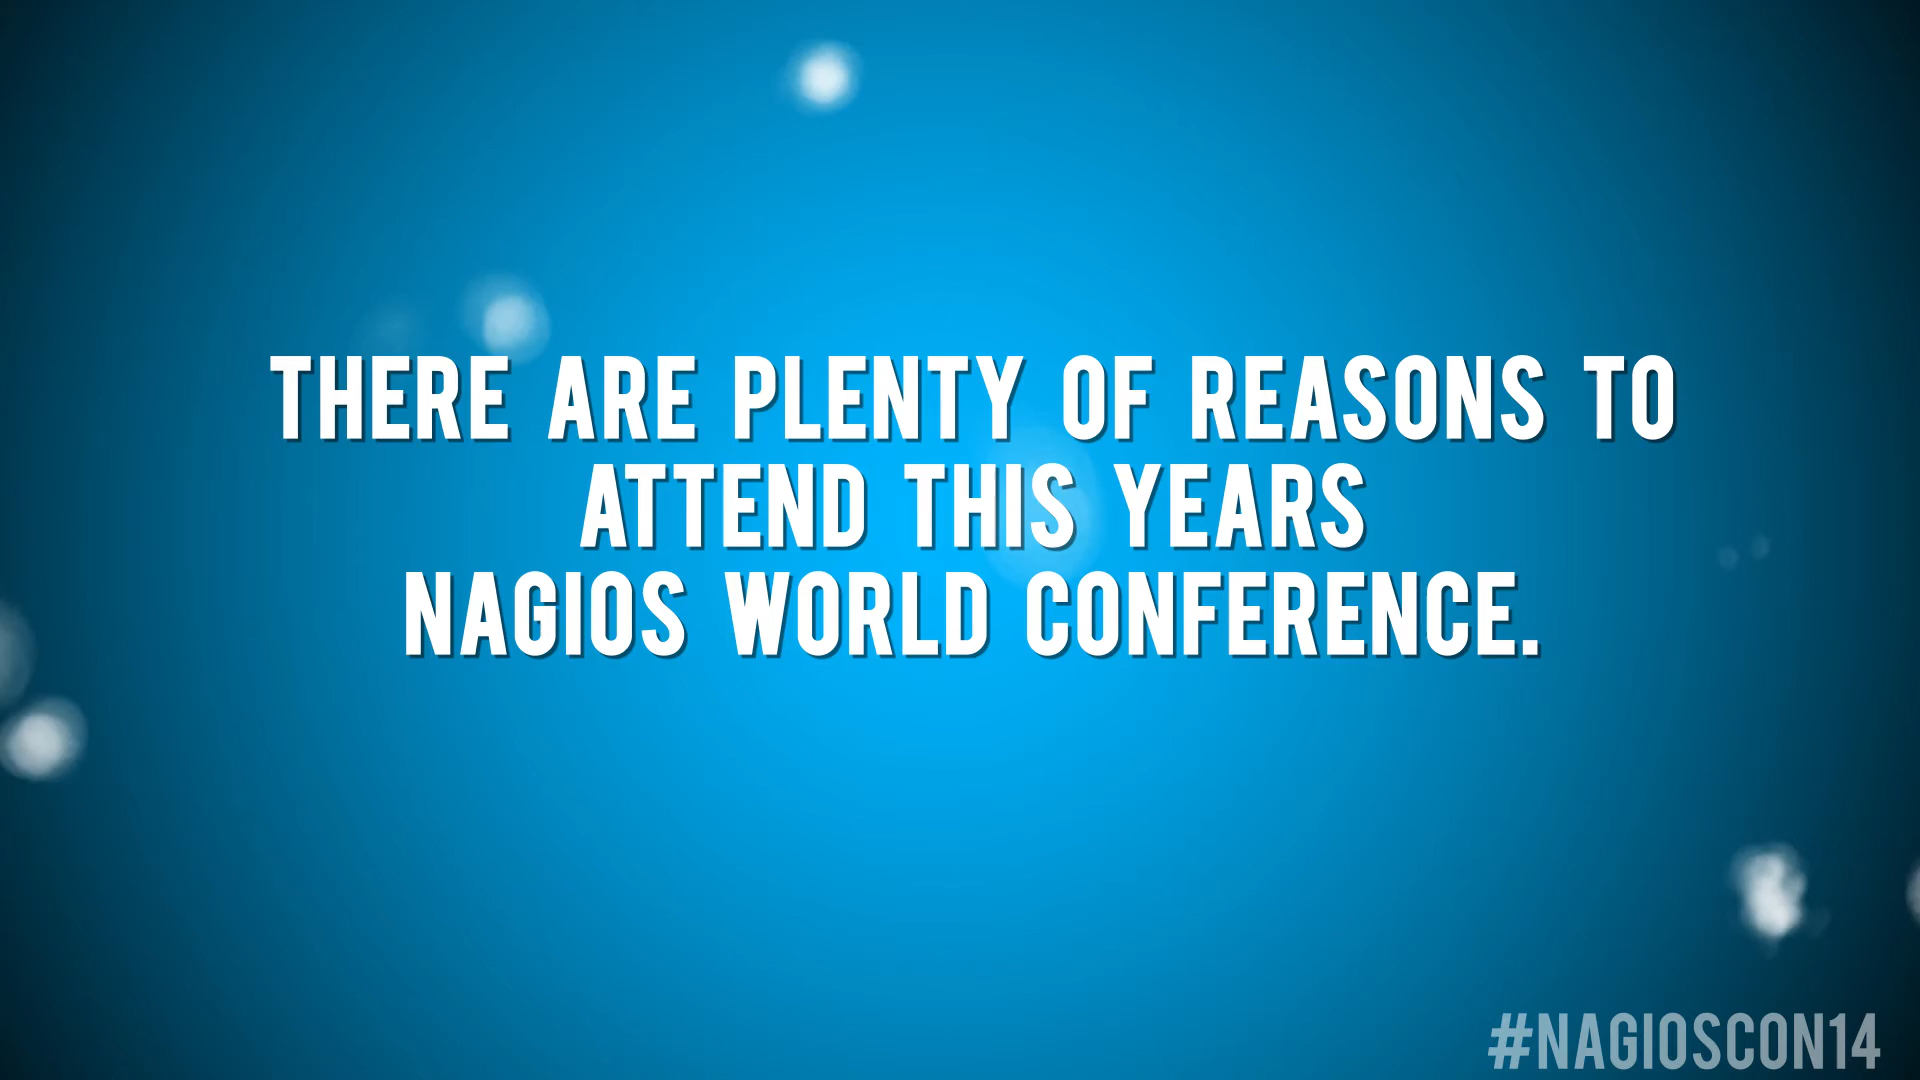 THERE ARE PLENTY OF REASONS TO
ATTEND THIS YEARS
NAGIOS WORLD CONFERENCE.
#NAGIOSCON14